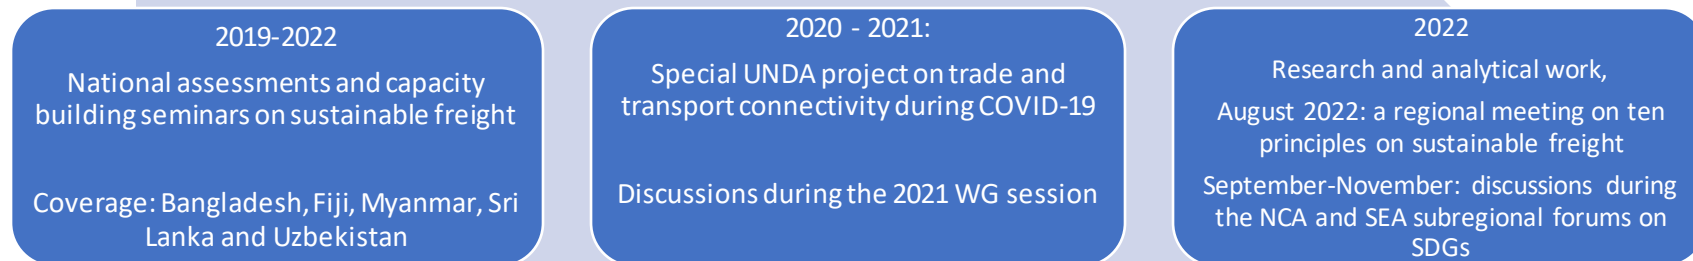 2019-2022
National assessments and capacity
building seminars on sustainable freight
Coverage: Bangladesh, Fiji, Myanmar, Sri
Lanka and Uzbekistan
2020 - 2021:
Special UNDA project on trade and
transport connectivity during COVID-19
Discussions during the 2021 WG session
2022
Research and analytical work,
August 2022: a regional meeting on ten
principles on sustainable freight
September-November: discussions during
the NCA and SEA subregional forums on
SDGs